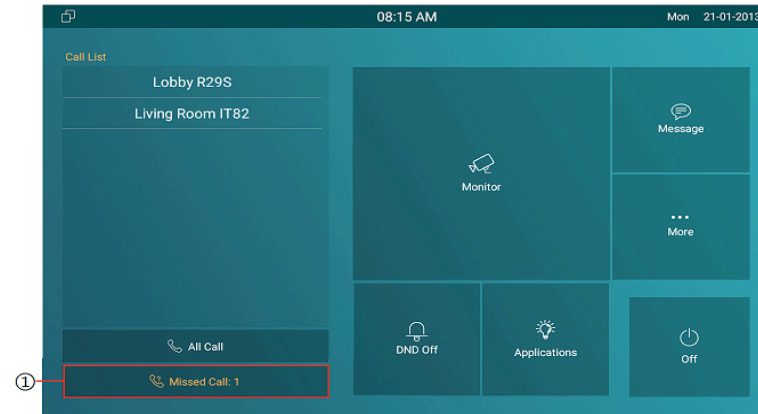 08:15 AM
Mon 21-01-2013
Call List
Lobby R29S
Living Room IT82
All Call
Missed Call: 1
Monitor
Message
More
DND Off
Applications
Off
①